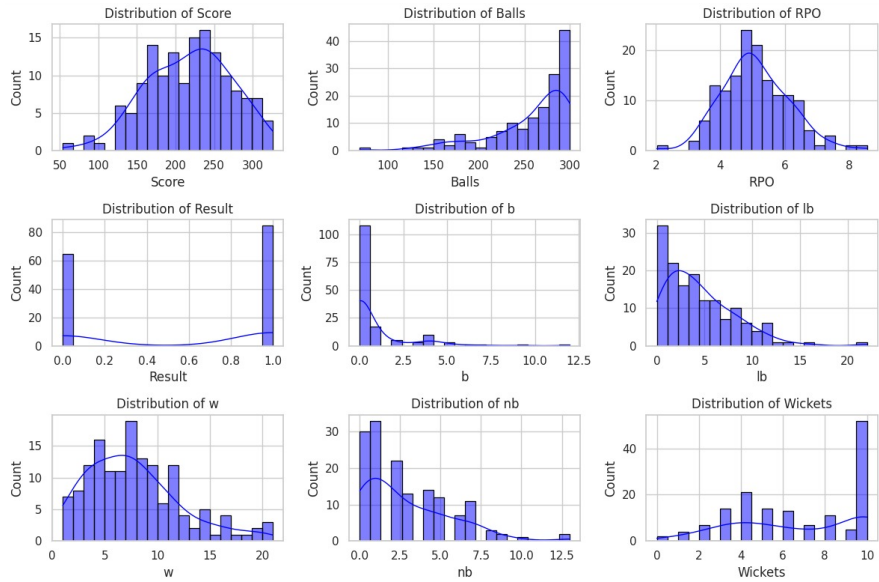 Distribution of Score
Distribution of Balls
Distribution of RPO
Count
15
10
5
0
50 100 150 200 250 300
Score
Count
40
30
20
10
0
100 150 200 250 300
Balls
Count
20
10
0
2 4 6 8
RPO
Distribution of Result
Distribution of b
Distribution of lb
Count
80
60
40
20
0
0.0 0.2 0.4 0.6 0.8 1.0
Result
Count
100
75
50
25
0
0.0 2.5 5.0 7.5 10.0 12.5
b
Count
30
20
10
0
0 5 10 15 20
lb
Distribution of w
Distribution of nb
Distribution of Wickets
Count
15
10
5
0
0 5 10 15 20
w
Count
30
20
10
0
0.0 2.5 5.0 7.5 10.0 12.5
nb
Count
40
20
0
0 2 4 6 8 10
Wickets